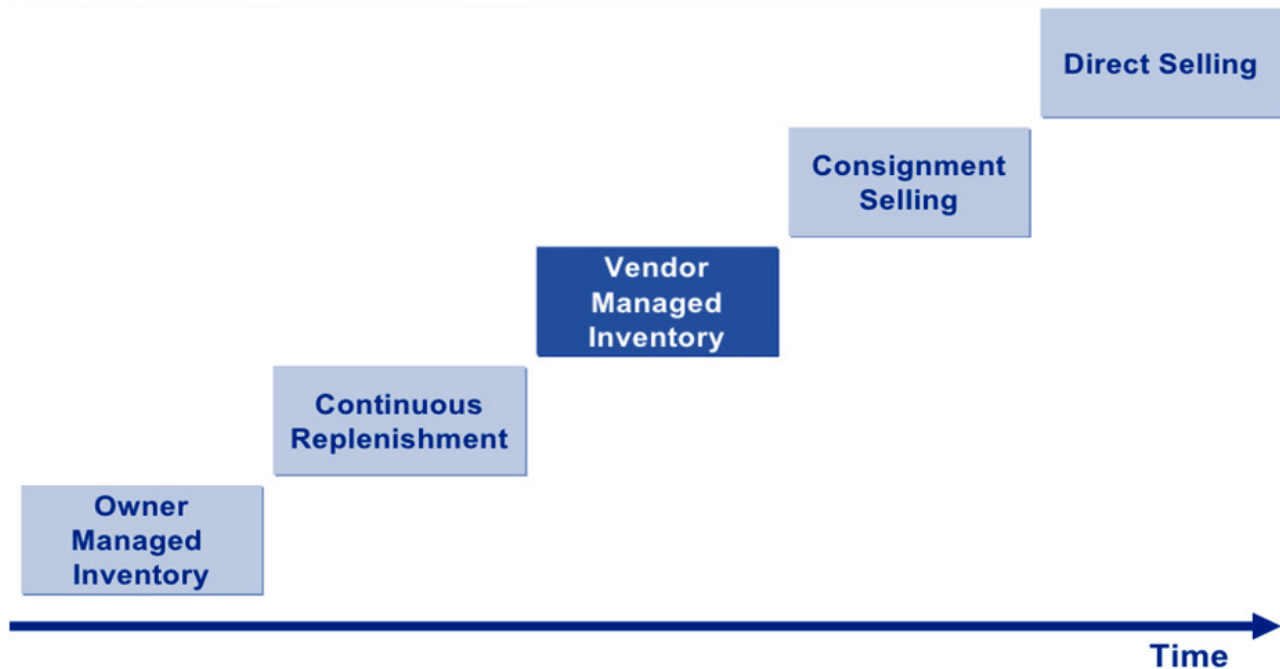 Direct Selling
Consignment
Selling
Vendor
Managed
Inventory
Continuous
Replenishment
Owner
Managed
Inventory
Time